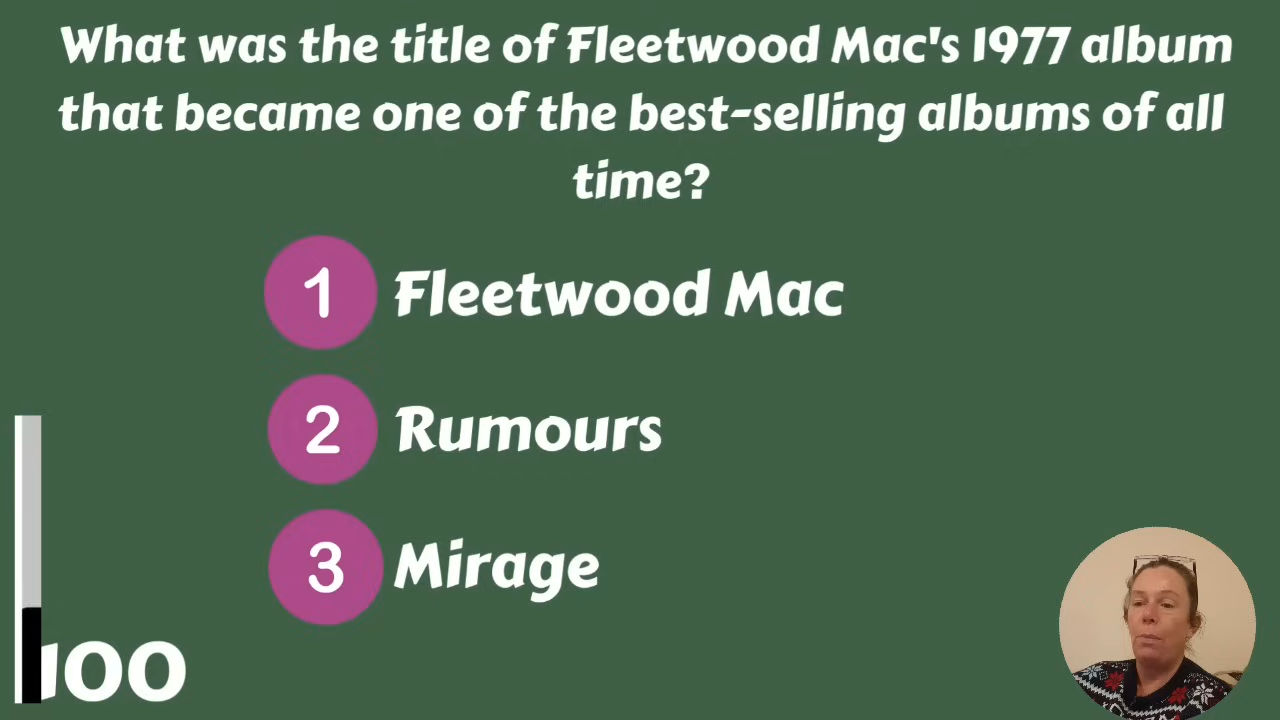 What was the title of Fleetwood Mac's 1977 album
that became one of the best-selling albums of all
time?
1 Fleetwood Mac
2 Rumours
3 Mirage
100